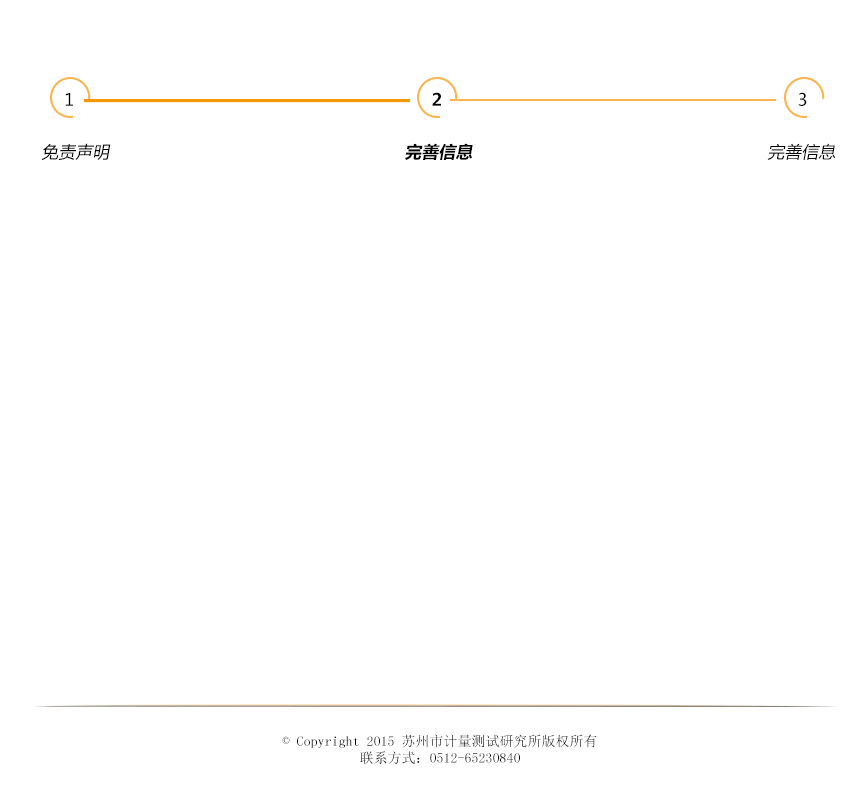 1 2 3
免责声明 完善信息 完善信息
© Copyright 2015 苏州市计量测试研究所版权所有
联系方式：0512-65230840